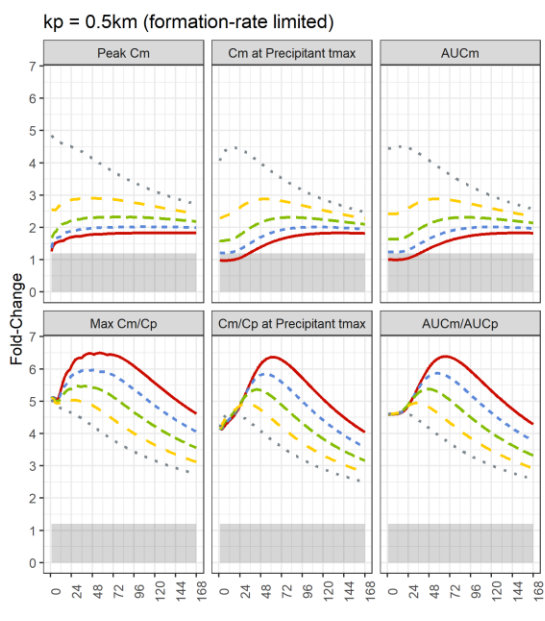 kp = 0.5km (formation-rate limited)
Peak Cm
Cm at Precipitant tmax
AUCm
7
6
5
4
3
2
1
0
Fold-Change
Max Cm/Cp
Cm/Cp at Precipitant tmax
AUCm/AUCp
7
6
5
4
3
2
1
0
0 24 48 72 96 120 144 168
0 24 48 72 96 120 144 168
0 24 48 72 96 120 144 168